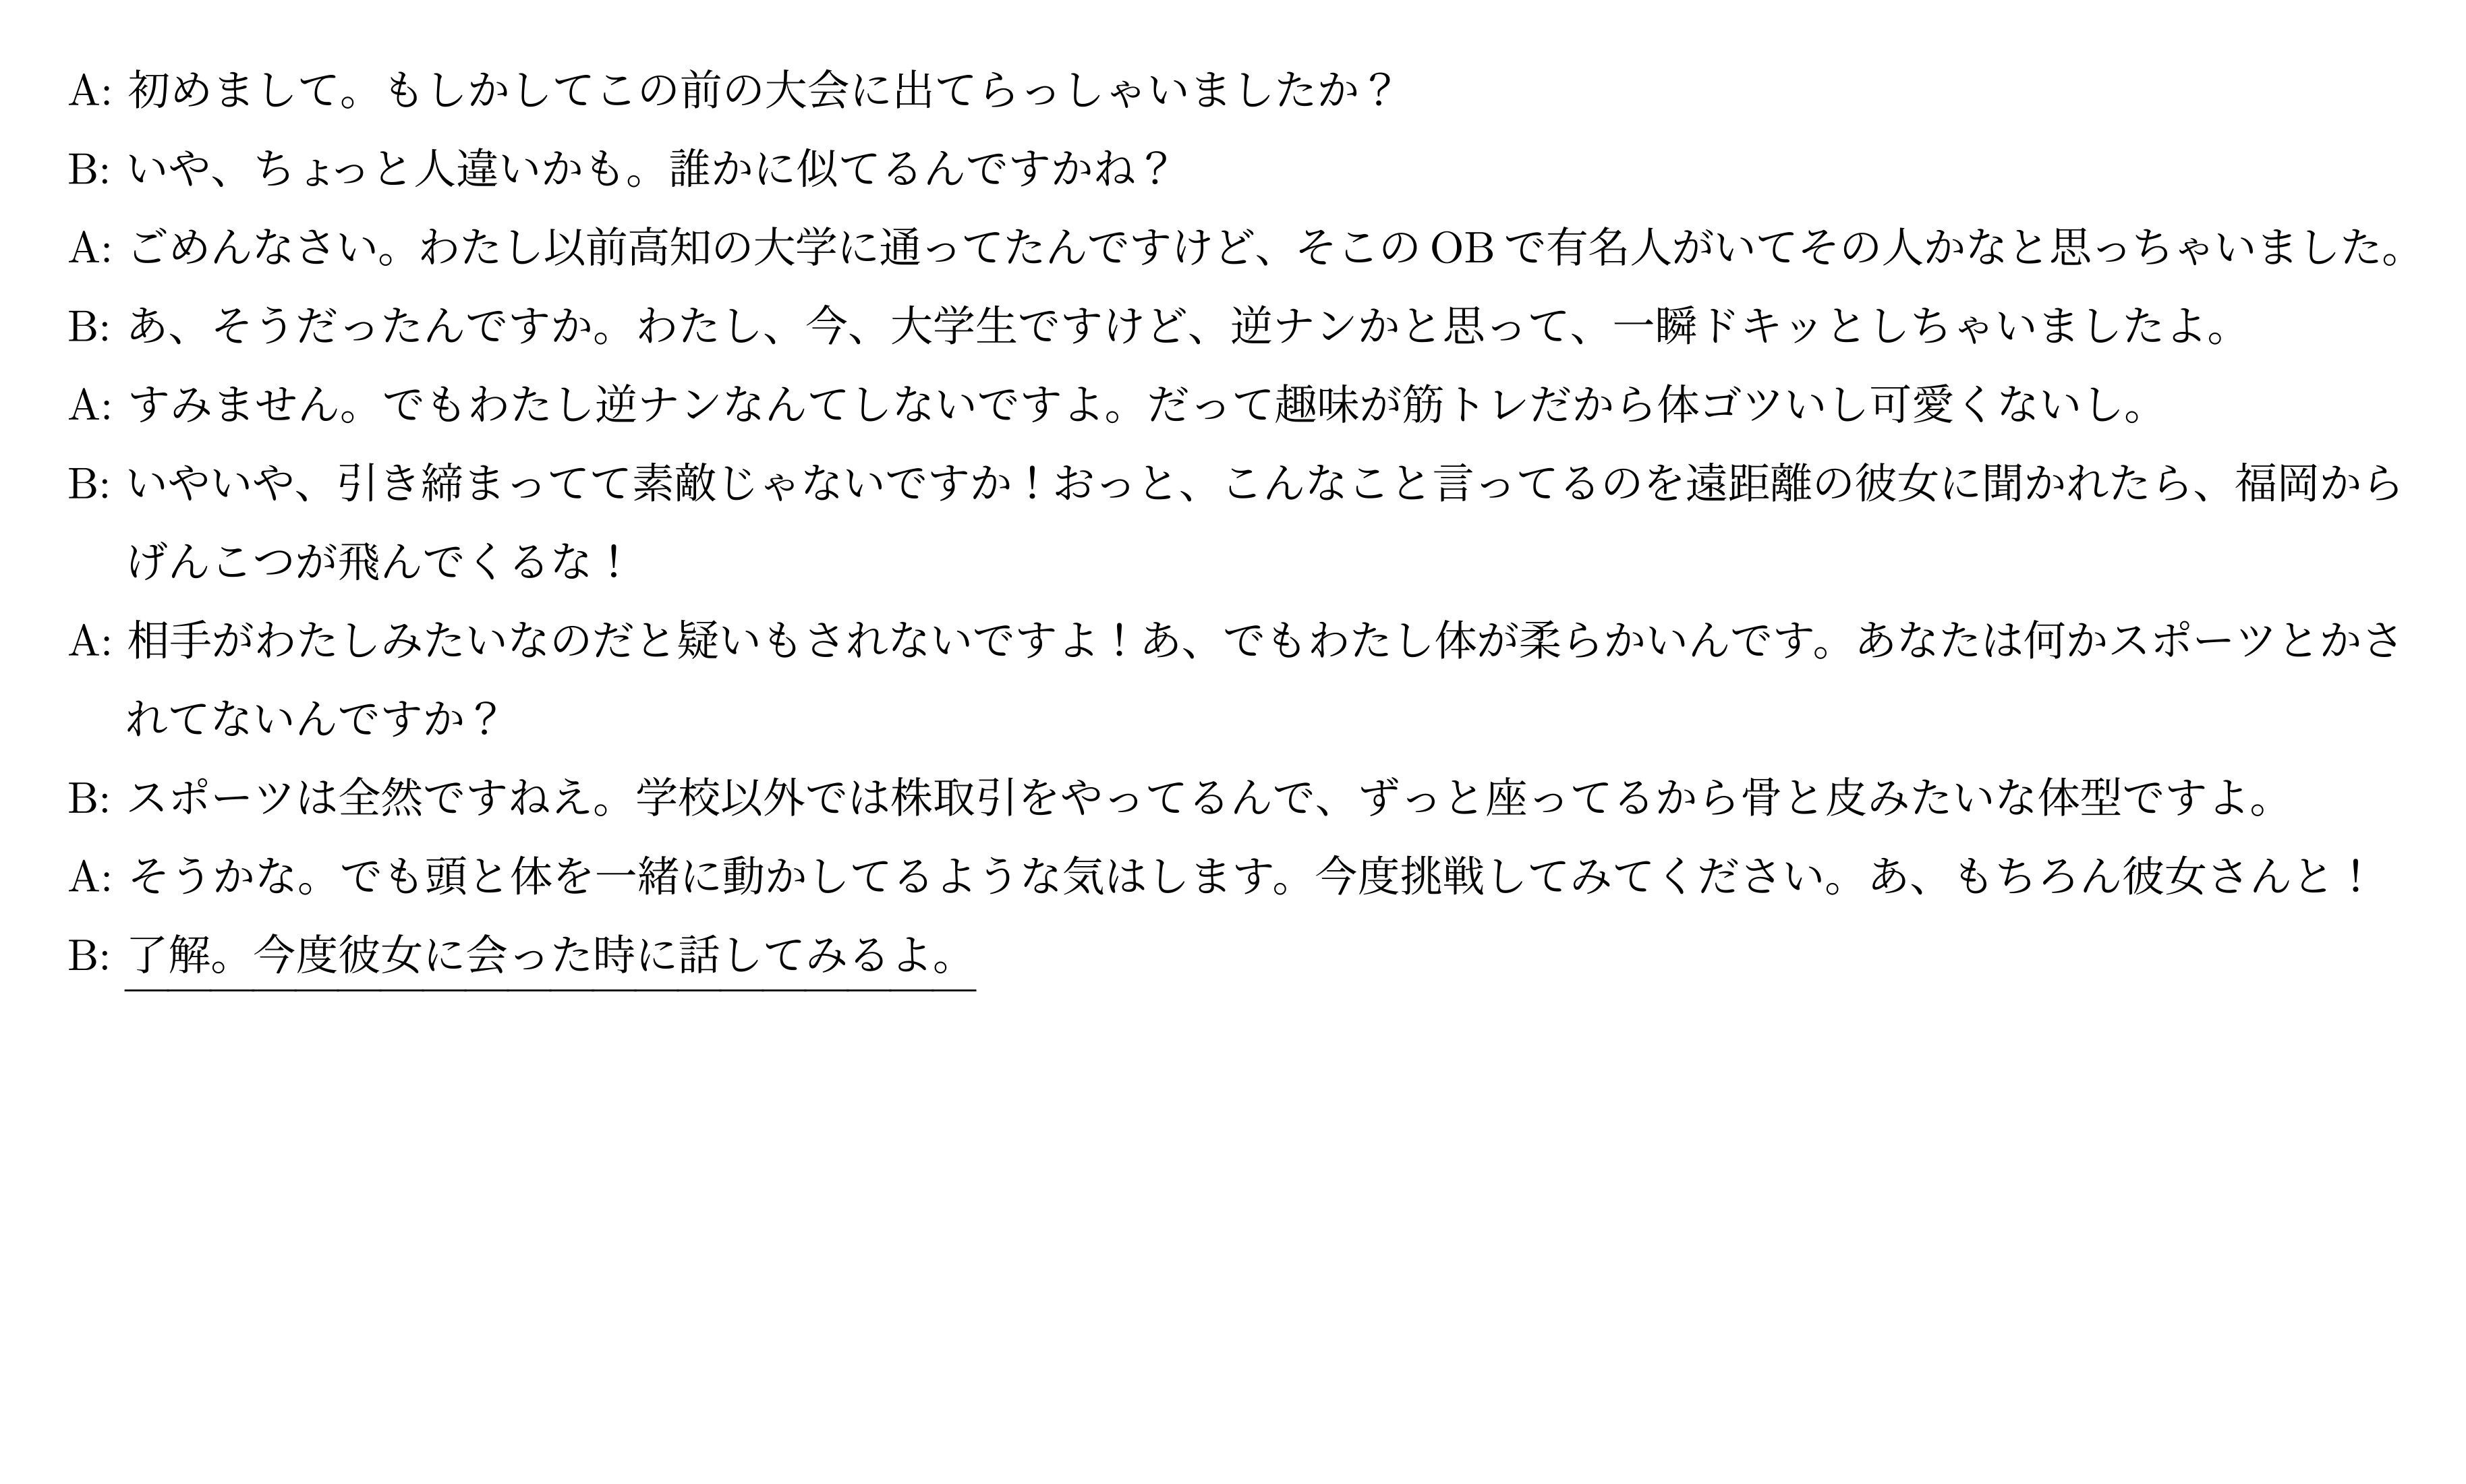 A: 初めまして。もしかしてこの前の大会に出てらっしゃいましたか？
B: いや、ちょっと人違いかも。誰かに似てるんですかね？
A: ごめんなさい。わたし以前高知の大学に通ってたんですけど、そこの OB で有名人がいてその人かなと思っちゃいました。
B: あ、そうだったんですか。わたし、今、大学生ですけど、逆ナンかと思って、一瞬ドキッとしちゃいましたよ。
A: すみません。でもわたし逆ナンなんてしないですよ。だって趣味が筋トレだから体ゴツいし可愛くないし。
B: いやいや、引き締まってて素敵じゃないですか！おっと、こんなこと言ってるのを遠距離の彼女に聞かれたら、福岡から
げんこつが飛んでくるな！
A: 相手がわたしみたいなのだと疑いもされないですよ！あ、でもわたし体が柔らかいんです。あなたは何かスポーツとかさ
れてないんですか？
B: スポーツは全然ですねえ。学校以外では株取引をやってるんで、ずっと座ってるから骨と皮みたいな体型ですよ。
A: そうかな。でも頭と体を一緒に動かしてるような気はします。今度挑戦してみてください。あ、もちろん彼女さんと！
B: 了解。今度彼女に会った時に話してみるよ。